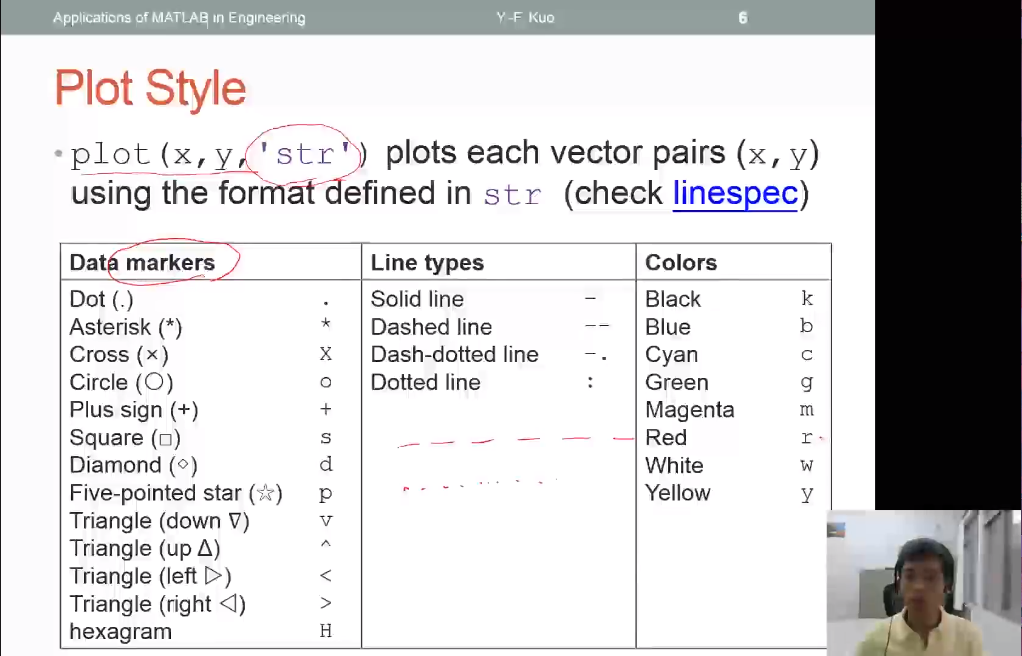 Applications of MATLAB in Engineering Y.-F. Kuo 6
Plot Style
• plot(x,y,'str') plots each vector pairs (x,y)
using the format defined in str (check linespec)
Data markers Line types Colors
Dot (.) . Solid line - Black k
Asterisk (*) * Dashed line -- Blue b
Cross (×) X Dash-dotted line -. Cyan c
Circle (○) o Dotted line : Green g
Plus sign (+) + Magenta m
Square (□) s Red r
Diamond (◇) d White w
Five-pointed star (☆) p Yellow y
Triangle (down ∇) v
Triangle (up Δ) ^
Triangle (left ▷) <
Triangle (right ◁) >
hexagram H